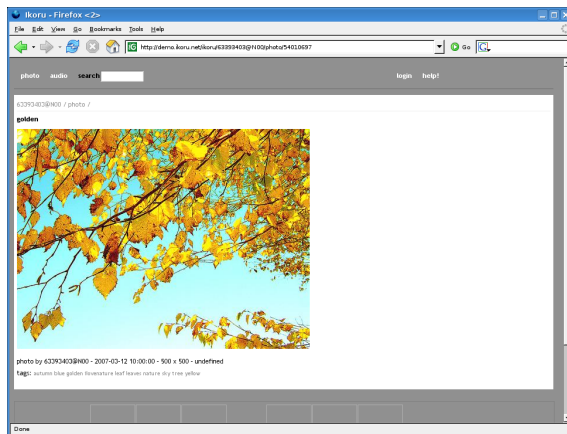 Ikoru - Firefox <2>
File Edit View Go Bookmarks Tools Help
http://demo.ikoru.net/ikoru/63393403@N00/photo/54010697 Go
photo audio search login help!
63393403@N00 / photo /
golden
photo by 63393403@N00 - 2007-03-12 10:00:00 - 500 x 500 - undefined
tags: autumn blue golden ilovenature leaf leaves nature sky tree yellow
Done